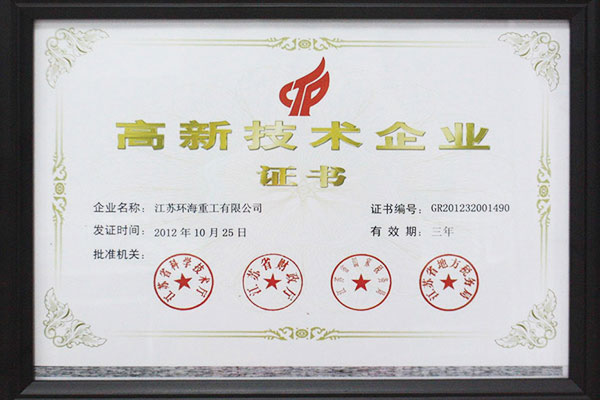 高新技术企业
证书
企业名称：江苏环海重工有限公司
证书编号：GR201232001490
发证时间：2012年10月25日
有效期：三年
批准机关：
江苏省科学技术厅
江苏省财政厅
江苏省国家税务局
江苏省地方税务局